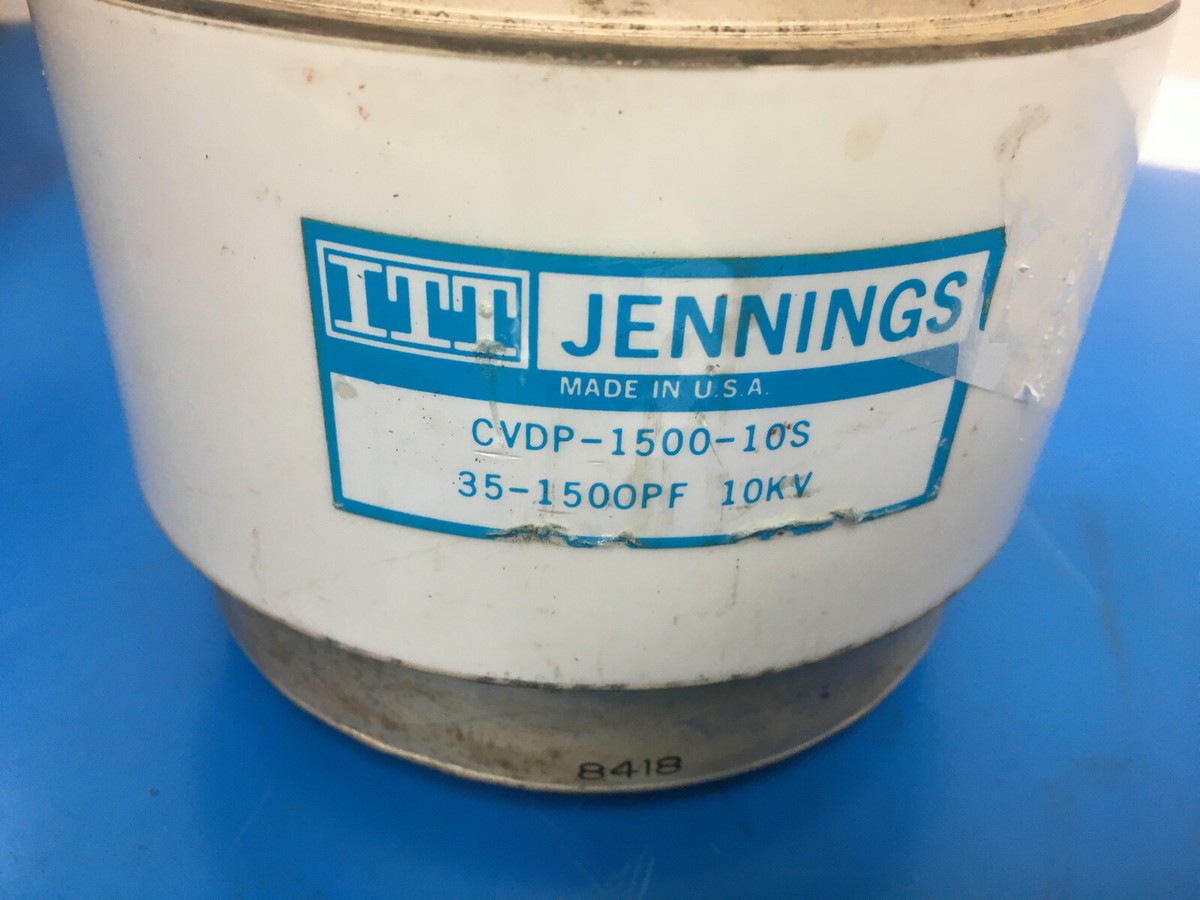 ITT JENNINGS
MADE IN U.S.A.
CVDP-1500-10S
35-1500PF 10KV
8418